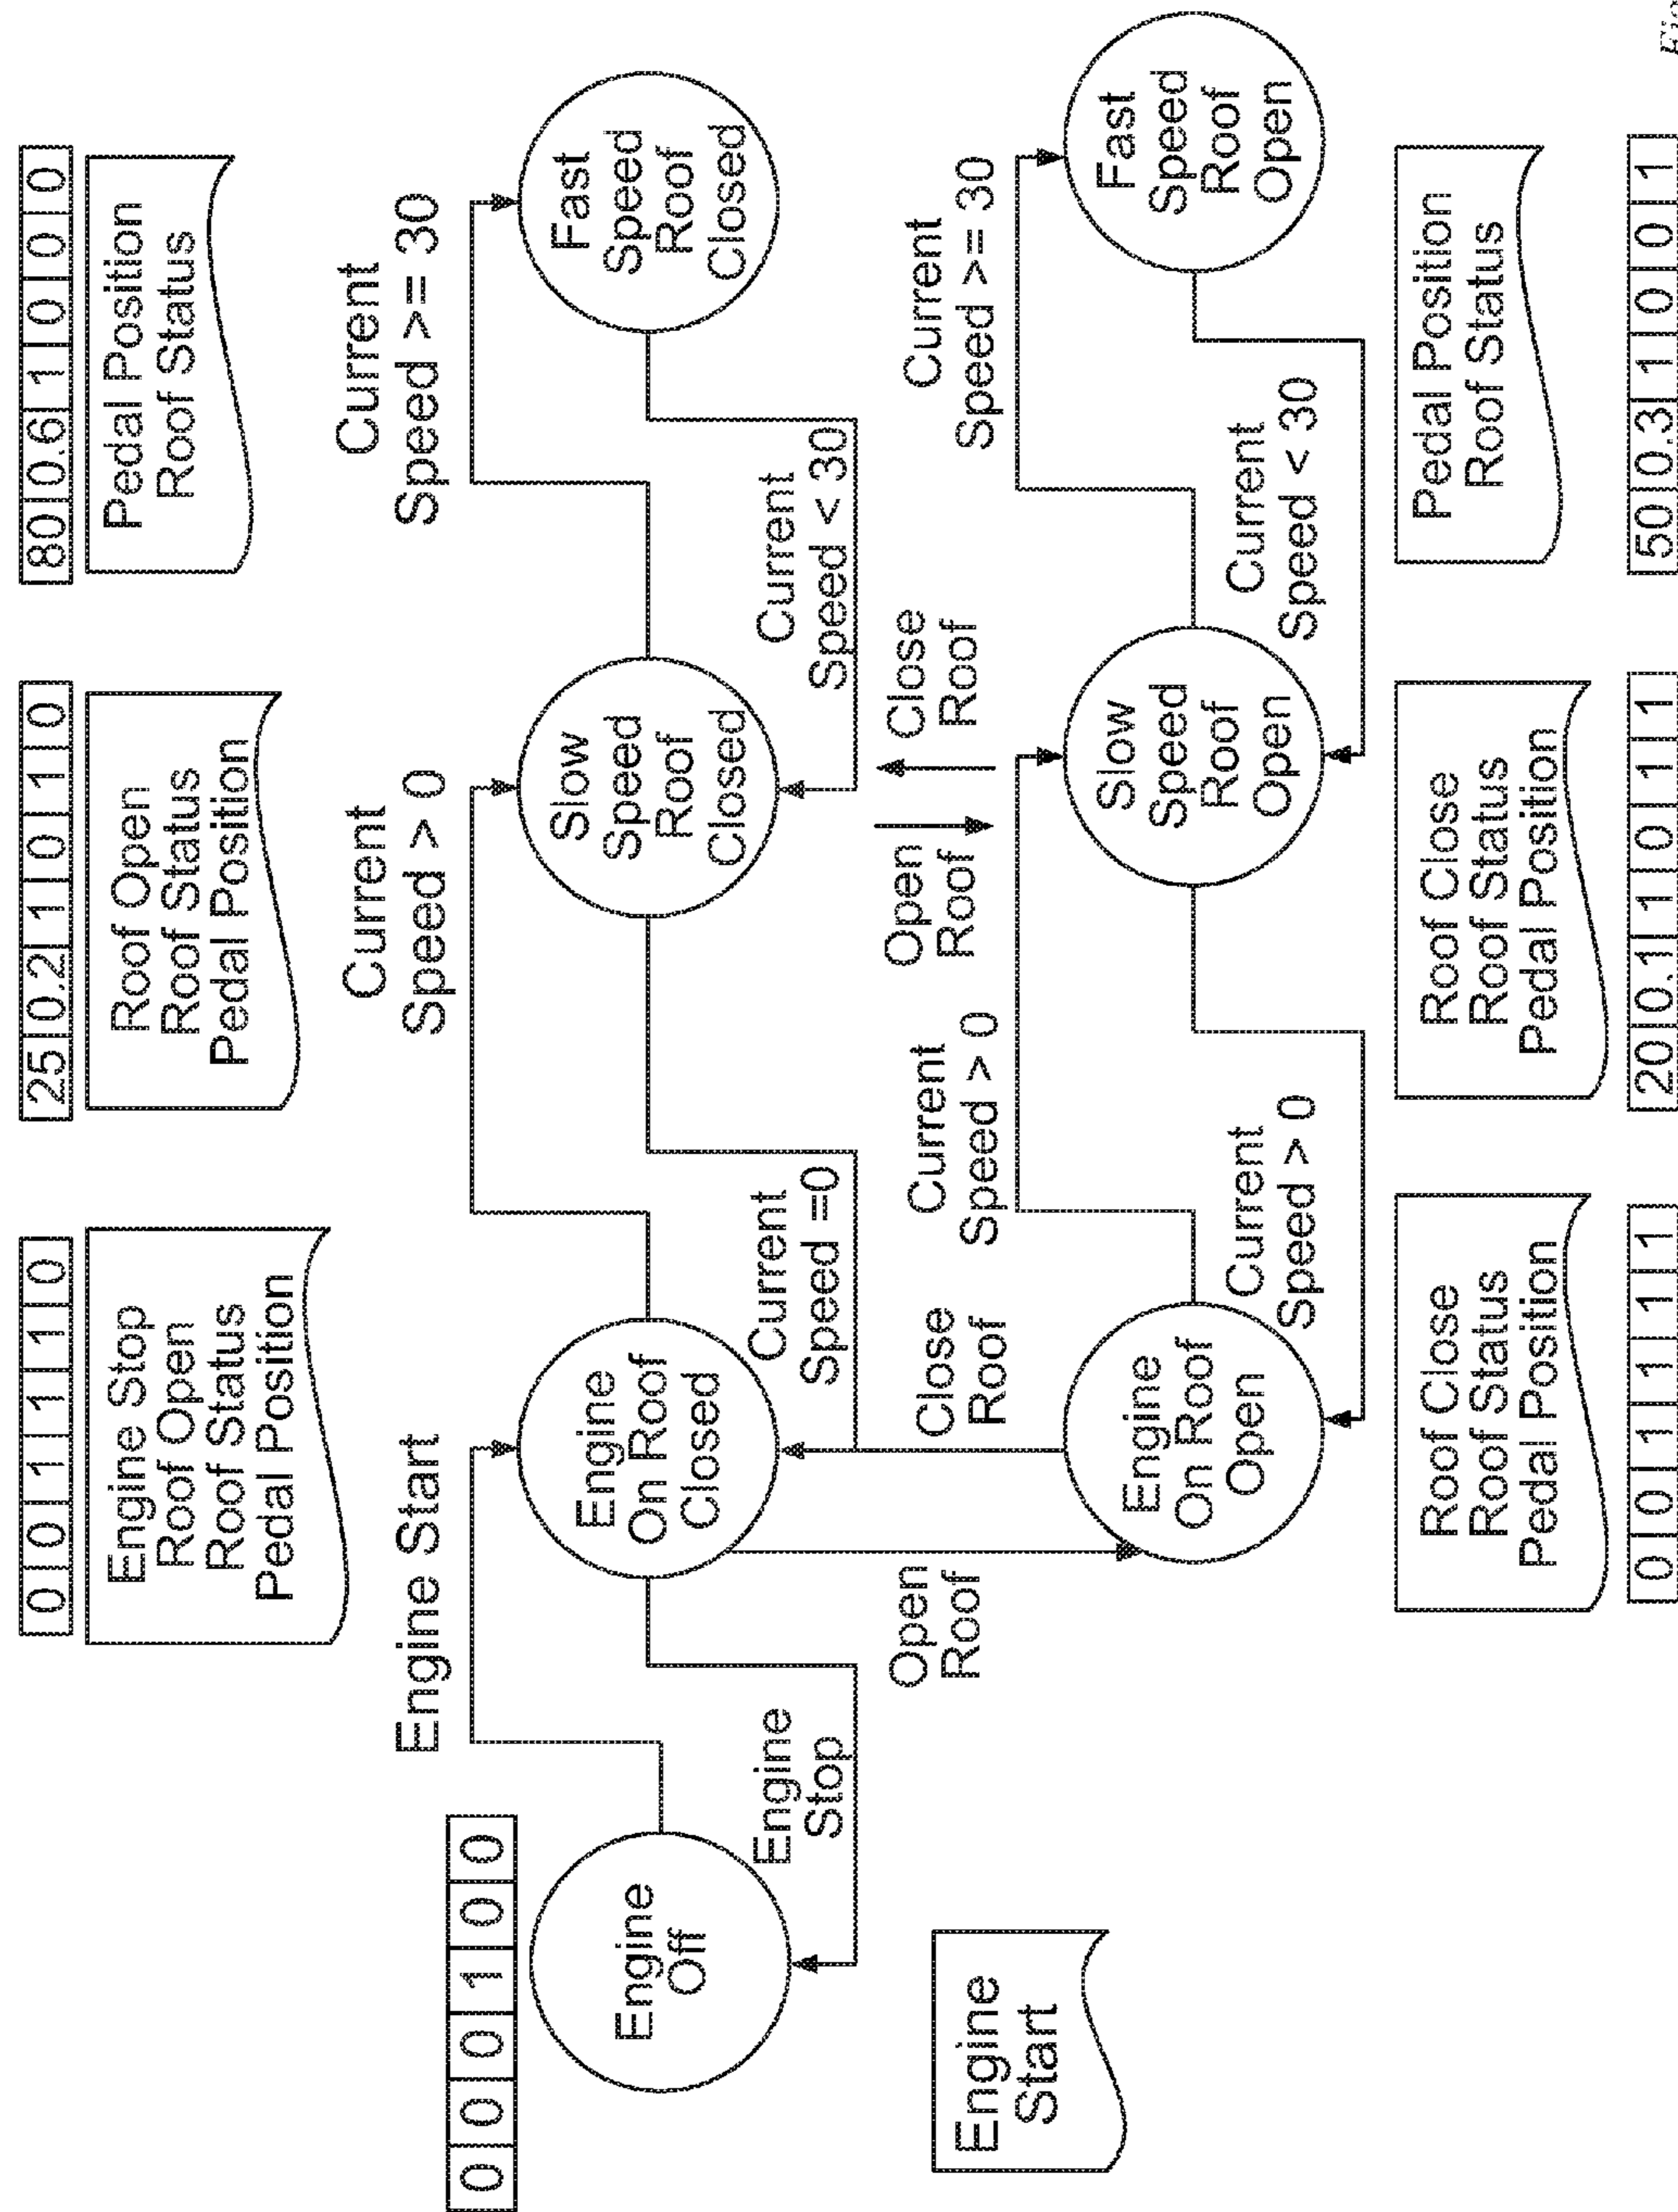 0 0 1 1 1 0
Engine Stop
Roof Open
Roof Status
Pedal Position
25 0.2 1 0 1 0
Roof Open
Roof Status
Pedal Position
80 0.6 1 0 0 0
Pedal Position
Roof Status
0 0 0 1 0 0
Engine Start
Current
Speed > 0
Current
Speed >= 30
Engine
Off
Engine
On Roof
Closed
Slow
Speed
Roof
Closed
Fast
Speed
Roof
Closed
Engine
Stop
Current
Speed =0
Current
Speed < 30
Open
Roof
Close
Roof
Open
Roof
Close
Roof
Current
Speed > 0
Current
Speed >= 30
Engine
Start
Engine
On Roof
Open
Slow
Speed
Roof
Open
Fast
Speed
Roof
Open
Current
Speed > 0
Current
Speed < 30
Roof Close
Roof Status
Pedal Position
Roof Close
Roof Status
Pedal Position
Pedal Position
Roof Status
0 0 1 1 1 1
20 0.1 1 0 1 1
50 0.3 1 0 0 1